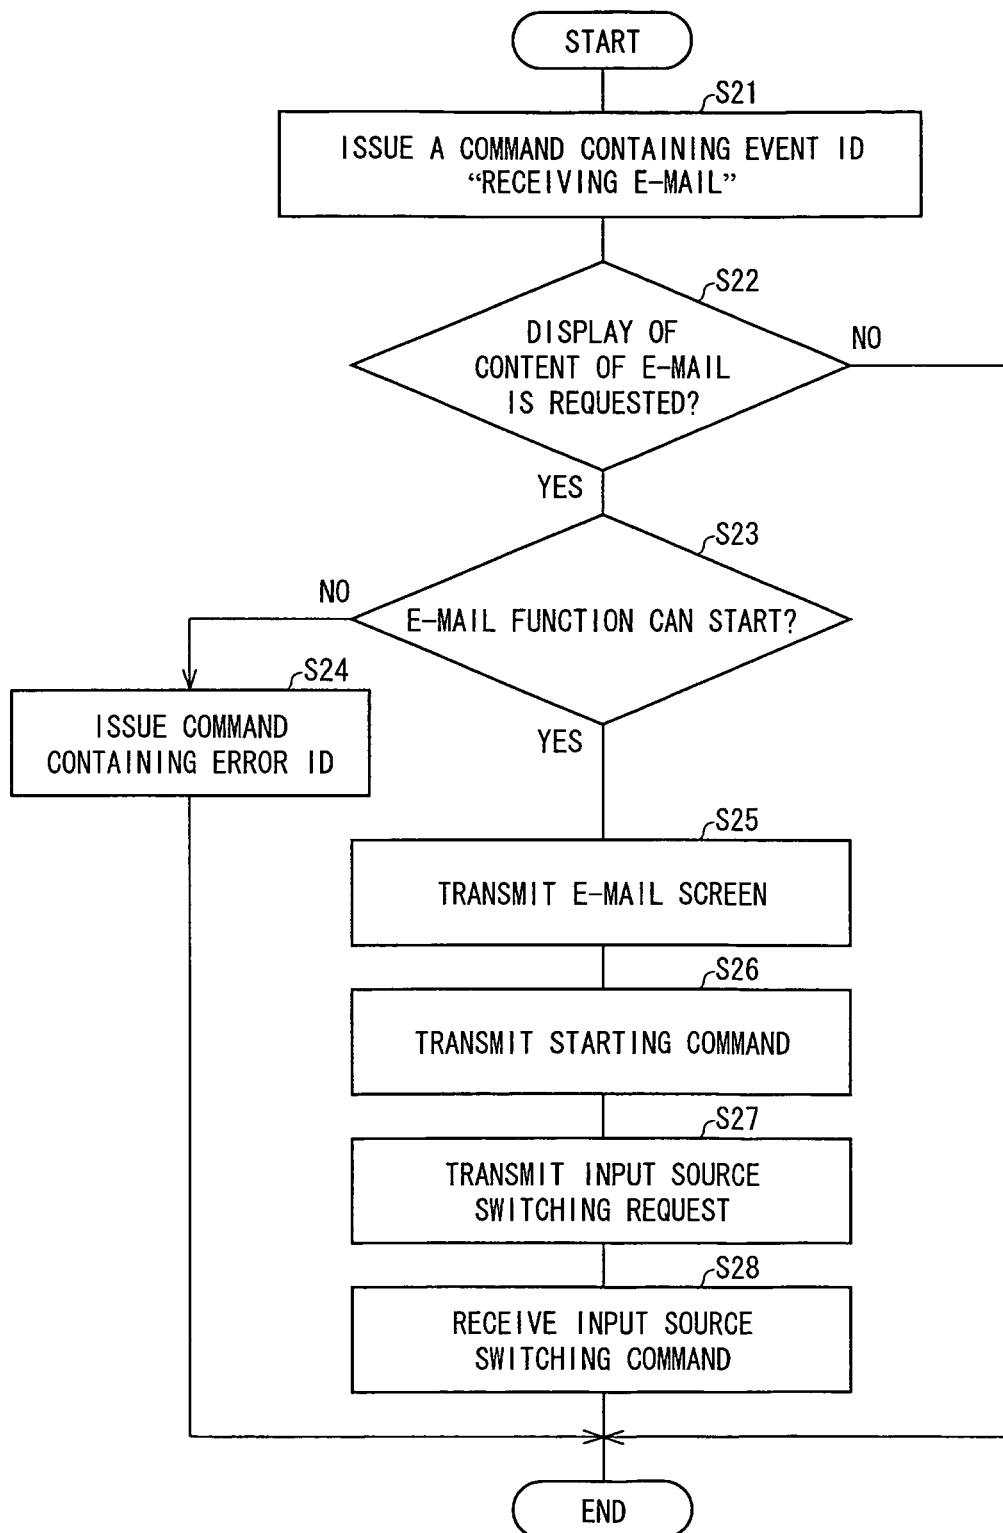 START
S21
ISSUE A COMMAND CONTAINING EVENT ID
“RECEIVING E-MAIL”
S22
DISPLAY OF
CONTENT OF E-MAIL
IS REQUESTED?
NO
YES
S23
E-MAIL FUNCTION CAN START?
NO
YES
S24
ISSUE COMMAND
CONTAINING ERROR ID
S25
TRANSMIT E-MAIL SCREEN
S26
TRANSMIT STARTING COMMAND
S27
TRANSMIT INPUT SOURCE
SWITCHING REQUEST
S28
RECEIVE INPUT SOURCE
SWITCHING COMMAND
END